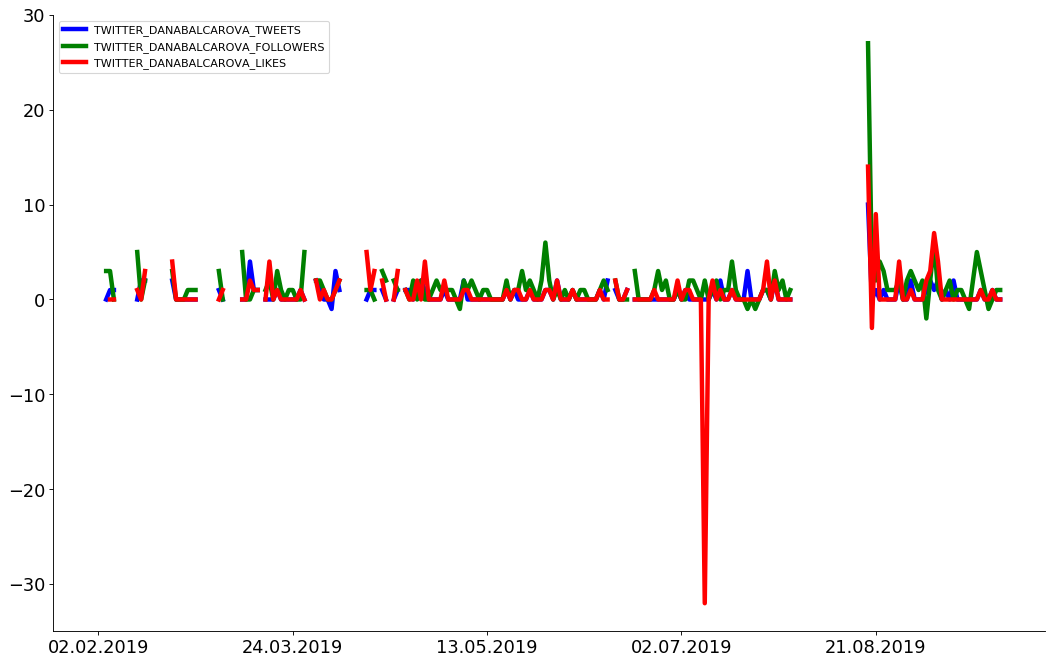 30
TWITTER_DANABALCAROVA_TWEETS
TWITTER_DANABALCAROVA_FOLLOWERS
TWITTER_DANABALCAROVA_LIKES
20
10
0
−10
−20
−30
02.02.2019 24.03.2019 13.05.2019 02.07.2019 21.08.2019